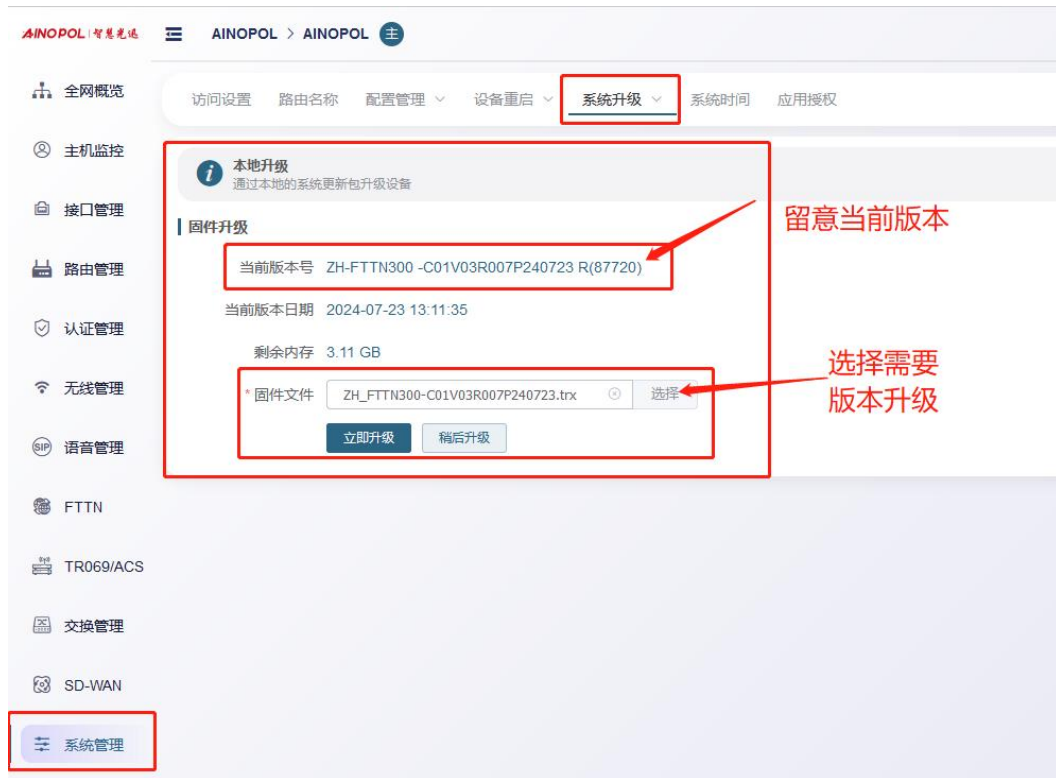 AINOPOL 智慧光迅
AINOPOL > AINOPOL 主
全网概览
访问设置 路由名称 配置管理 设备重启 系统升级 系统时间 应用授权
主机监控
本地升级
通过本地的系统更新包升级设备
接口管理
固件升级
留意当前版本
路由管理
当前版本号 ZH-FTTN300 -C01V03R007P240723 R(87720)
当前版本日期 2024-07-23 13:11:35
认证管理
剩余内存 3.11 GB
选择需要
版本升级
无线管理
* 固件文件 ZH_FTTN300-C01V03R007P240723.trx 选择
立即升级 稍后升级
SIP 语音管理
FTTN
TR069/ACS
交换管理
SD-WAN
系统管理